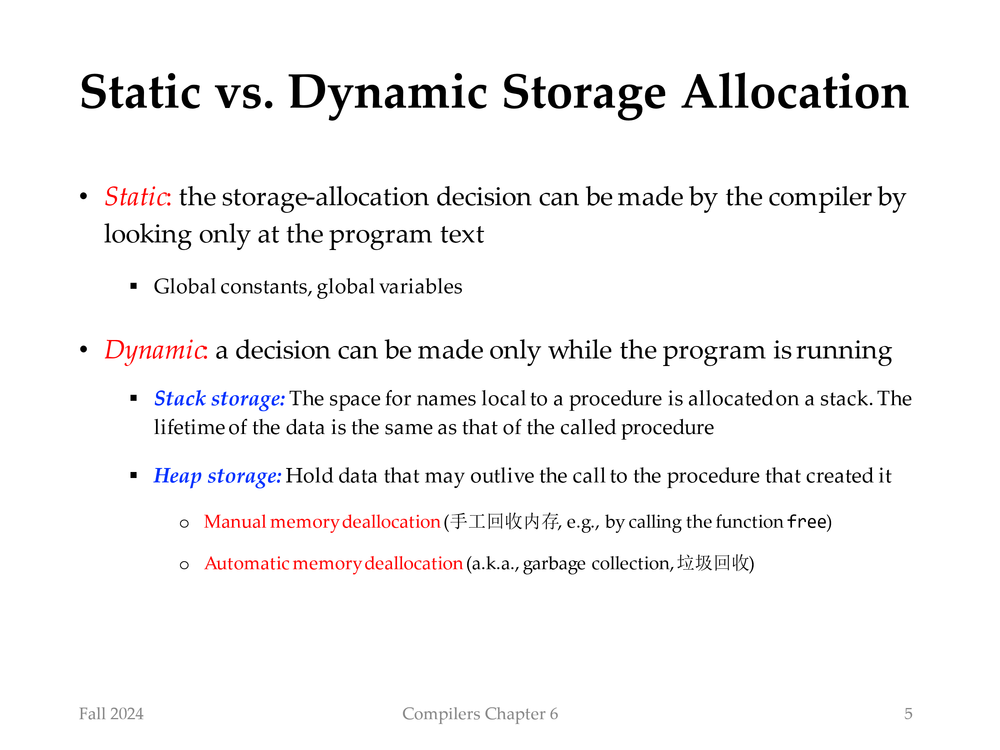 Static vs. Dynamic Storage Allocation
• Static: the storage-allocation decision can be made by the compiler by
looking only at the program text
▪ Global constants, global variables
• Dynamic: a decision can be made only while the program is running
▪ Stack storage: The space for names local to a procedure is allocated on a stack. The
lifetime of the data is the same as that of the called procedure
▪ Heap storage: Hold data that may outlive the call to the procedure that created it
○ Manual memory deallocation (手工回收内存, e.g., by calling the function free)
○ Automatic memory deallocation (a.k.a., garbage collection, 垃圾回收)
Fall 2024
Compilers Chapter 6
5